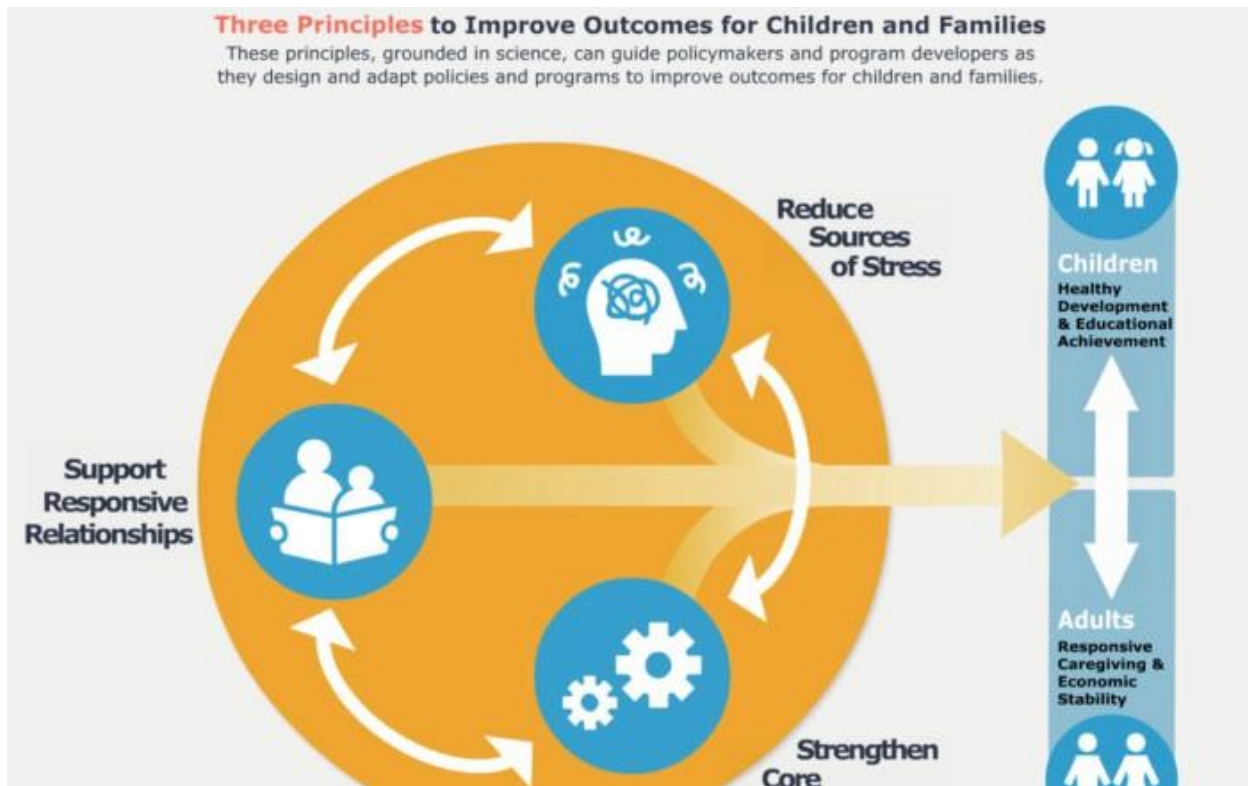 Three Principles to Improve Outcomes for Children and Families
These principles, grounded in science, can guide policymakers and program developers as
they design and adapt policies and programs to improve outcomes for children and families.
Reduce
Sources
of Stress
Support
Responsive
Relationships
Strengthen
Core
Children
Healthy
Development
& Educational
Achievement
Adults
Responsive
Caregiving &
Economic
Stability